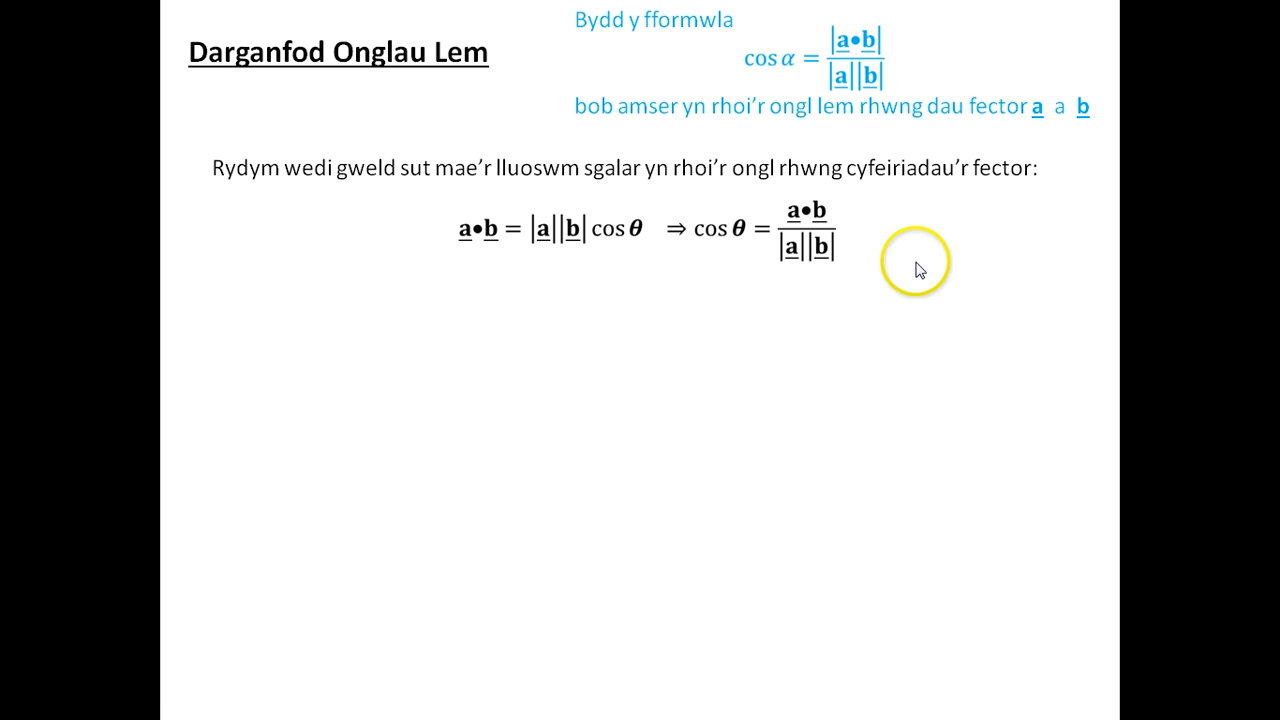 Darganfod Onglau Lem
Bydd y fformwla
cos α = |a•b| / |a||b|
bob amser yn rhoi'r ongl lem rhwng dau fector a a b
Rydym wedi gweld sut mae'r lluoswm sgalar yn rhoi'r ongl rhwng cyfeiriadau'r fector:
a•b = |a||b| cos θ ⇒ cos θ = a•b / |a||b|